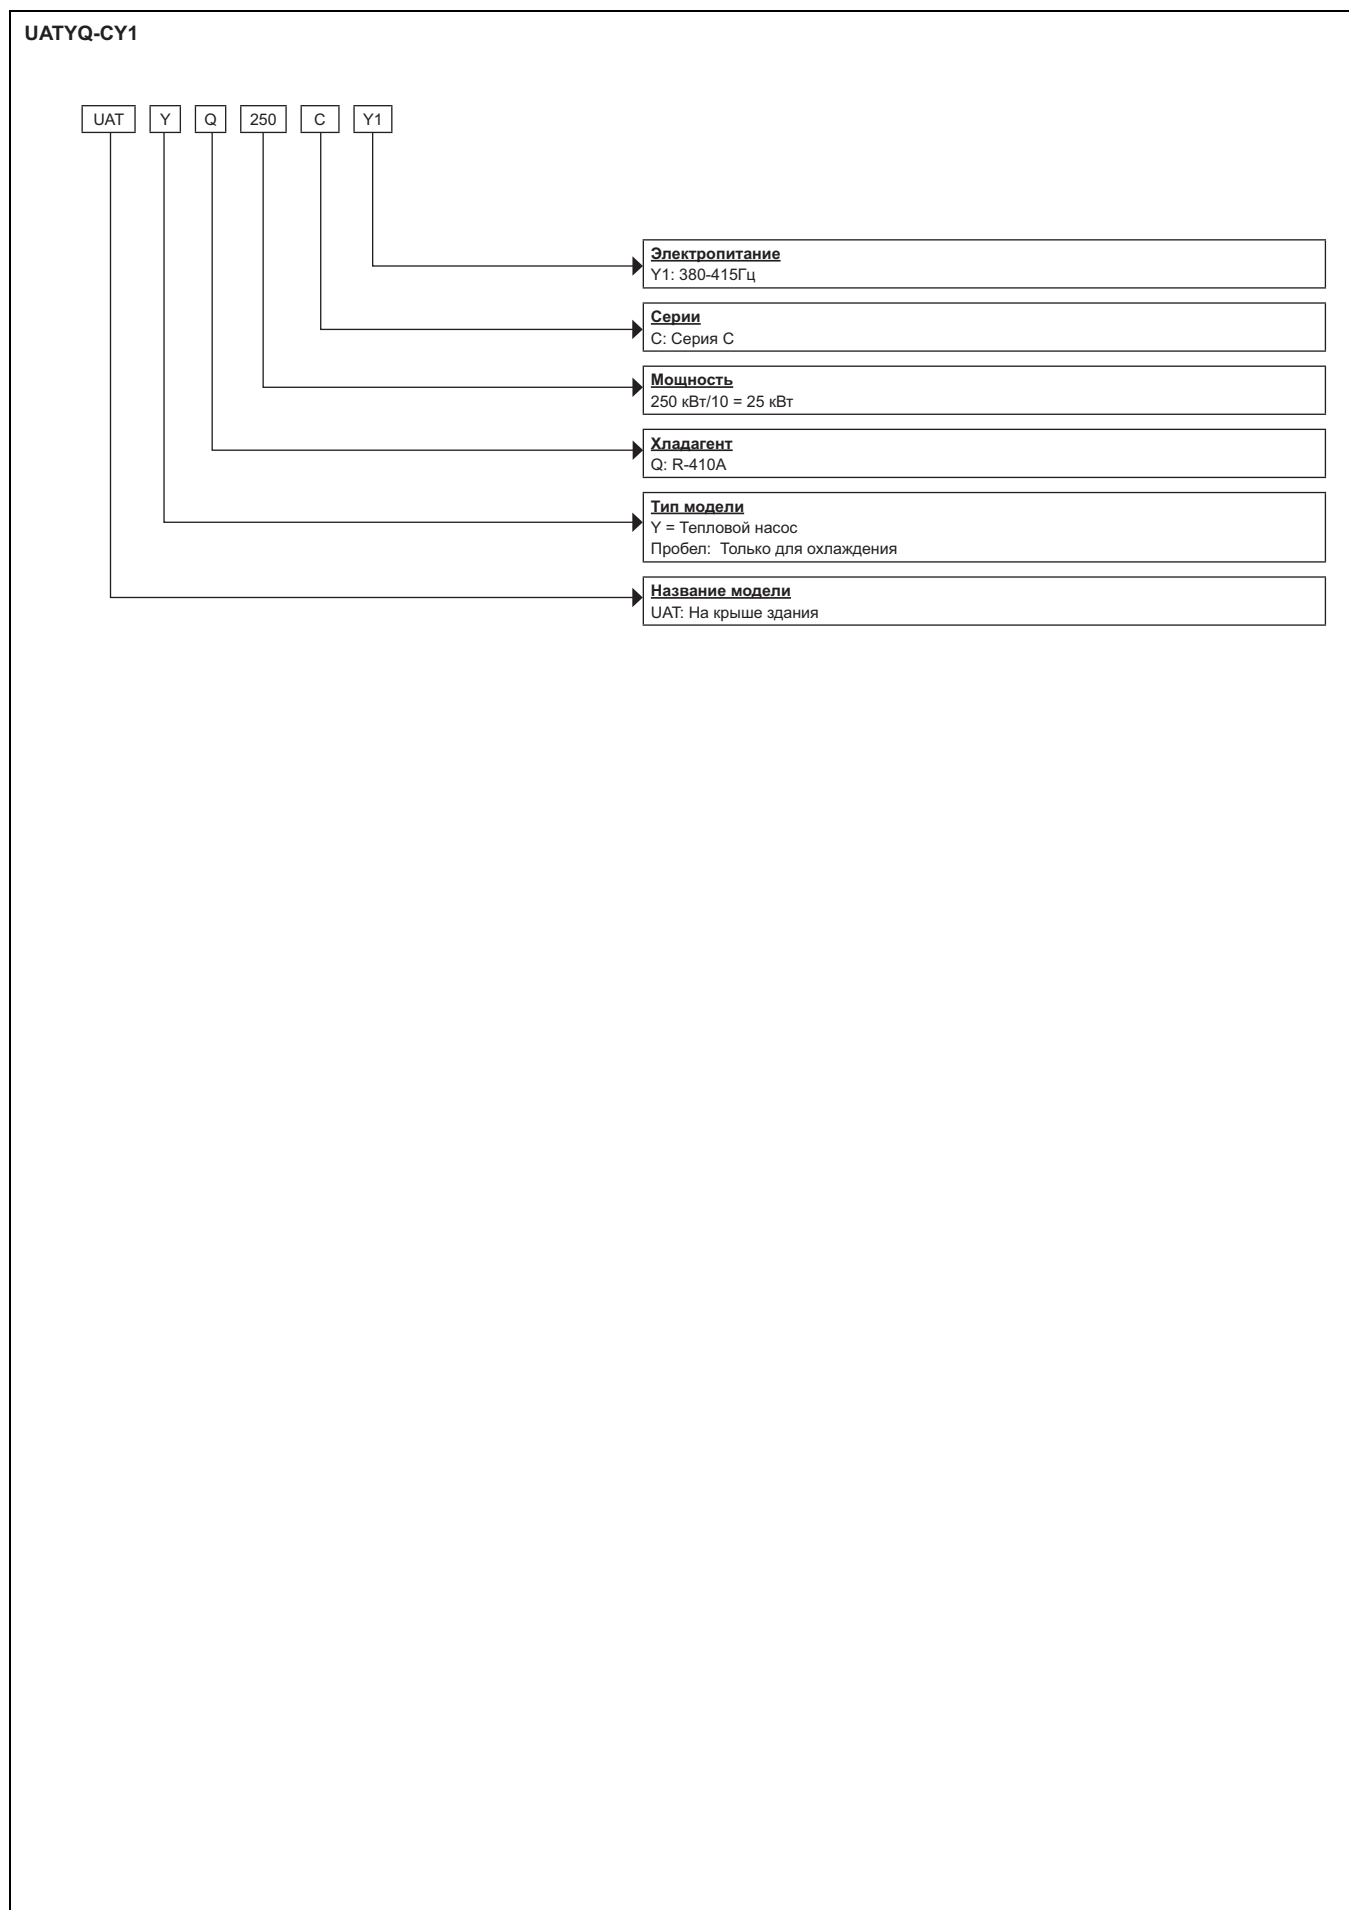 UATYQ-CY1
UAT Y Q 250 C Y1
Электропитание
Y1: 380-415Гц
Серии
C: Серия C
Мощность
250 кВт/10 = 25 кВт
Хладагент
Q: R-410A
Тип модели
Y = Тепловой насос
Пробел: Только для охлаждения
Название модели
UAT: На крыше здания